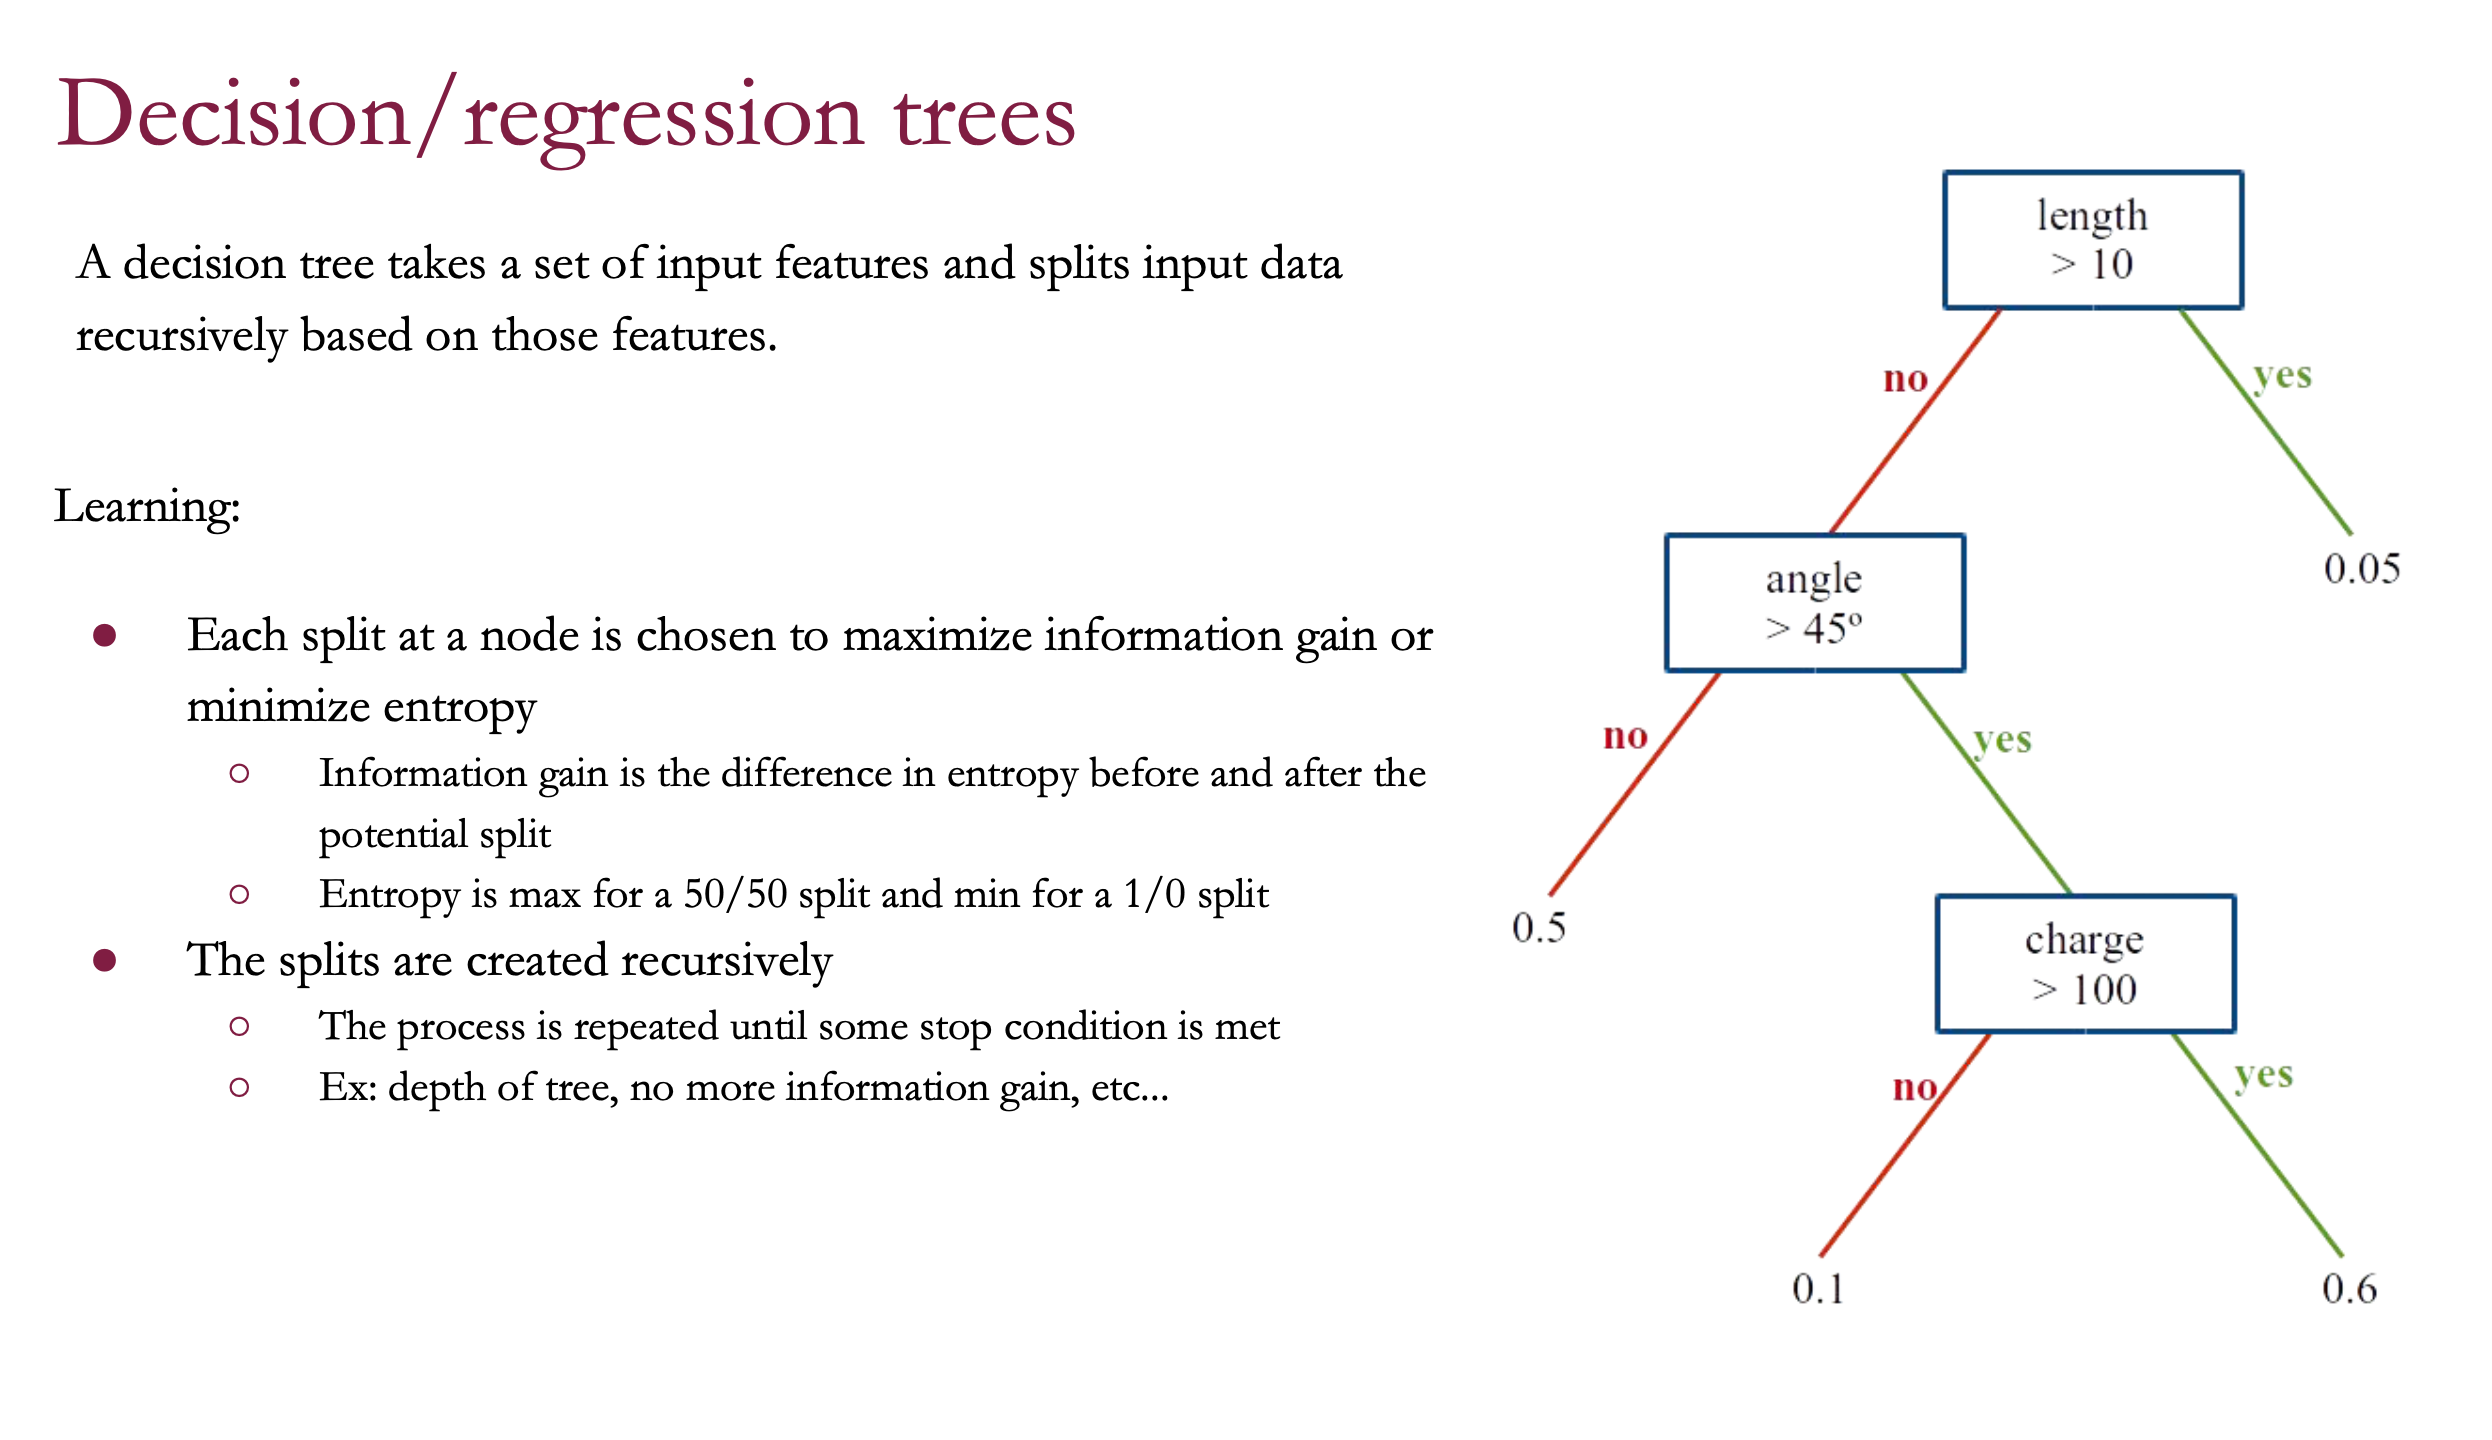 Decision/regression trees
A decision tree takes a set of input features and splits input data
recursively based on those features.
Learning:
● Each split at a node is chosen to maximize information gain or
minimize entropy
○ Information gain is the difference in entropy before and after the
potential split
○ Entropy is max for a 50/50 split and min for a 1/0 split
● The splits are created recursively
○ The process is repeated until some stop condition is met
○ Ex: depth of tree, no more information gain, etc...
length
> 10
no
yes
0.05
angle
> 45º
no
yes
0.5
charge
> 100
no
yes
0.1
0.6